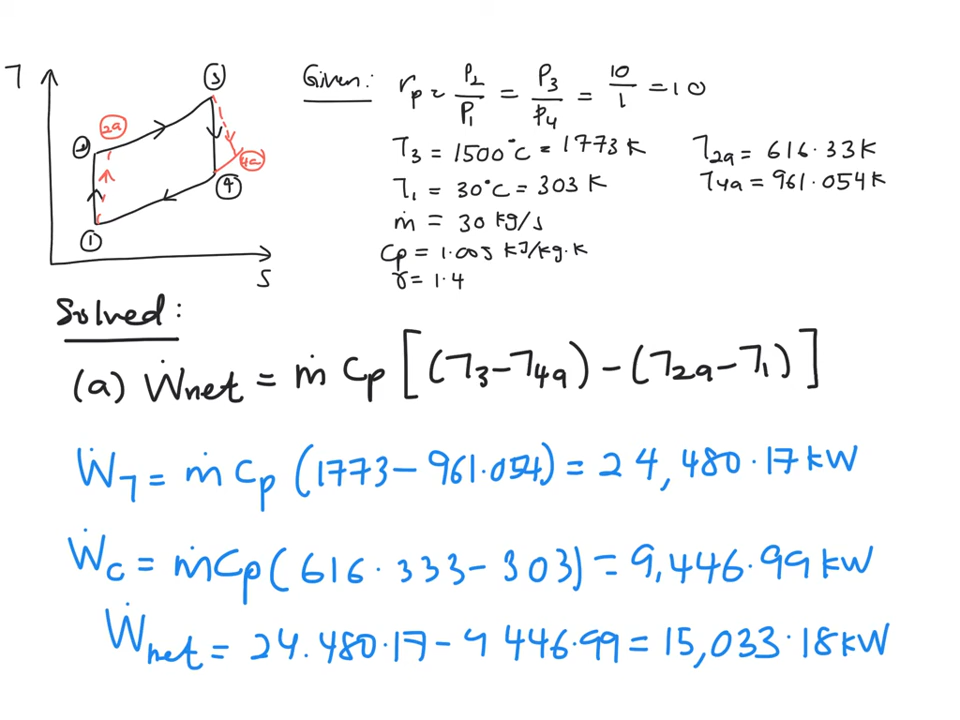 T
S
①
②
2a
③
④
4a
Given: rp = P2/P1 = P3/P4 = 10/1 = 10
T3 = 1500°C = 1773 K
T1 = 30°C = 303 K
ṁ = 30 kg/s
Cp = 1.005 KJ/kg.K
γ = 1.4
T2a = 616.33K
T4a = 961.054K
Solved:
(a) Ẇnet = ṁ Cp [(T3-T4a) - (T2a-T1)]
ẆT = ṁ Cp (1773 - 961.054) = 24,480.17 kW
Ẇc = ṁCp(616.333 - 303) = 9,446.99 kW
Ẇnet = 24.480.17 - 9 446.99 = 15,033.18 kW